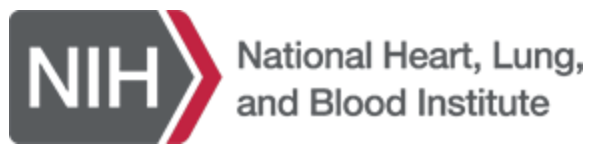 NIH
National Heart, Lung,
and Blood Institute